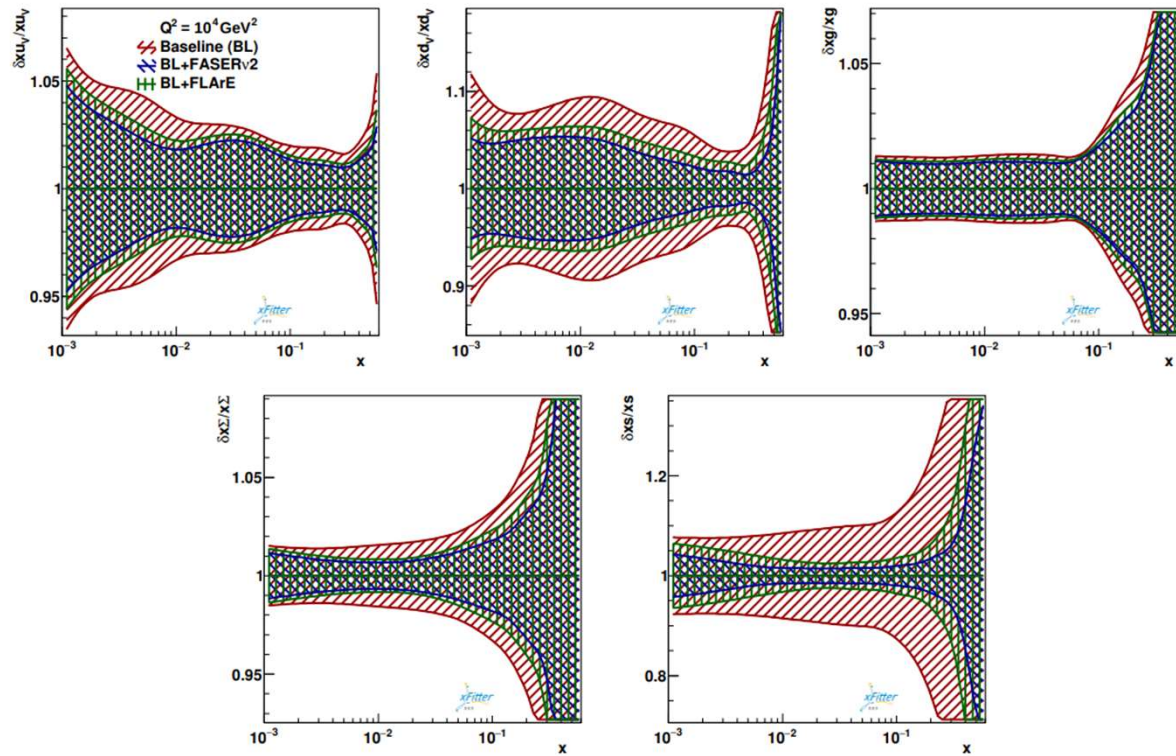 δxu_V/xu_V
Q² = 10⁴ GeV²
Baseline (BL)
BL+FASERν2
BL+FLArE
1.05
1
0.95
10⁻³ 10⁻² 10⁻¹
x
xFitter
δxd_V/xd_V
1.1
1
0.9
10⁻³ 10⁻² 10⁻¹
x
xFitter
δxg/xg
1.05
1
0.95
10⁻³ 10⁻² 10⁻¹
x
xFitter
δxΣ/xΣ
1.05
1
0.95
10⁻³ 10⁻² 10⁻¹
x
xFitter
δxs/xs
1.2
1
0.8
10⁻³ 10⁻² 10⁻¹
x
xFitter